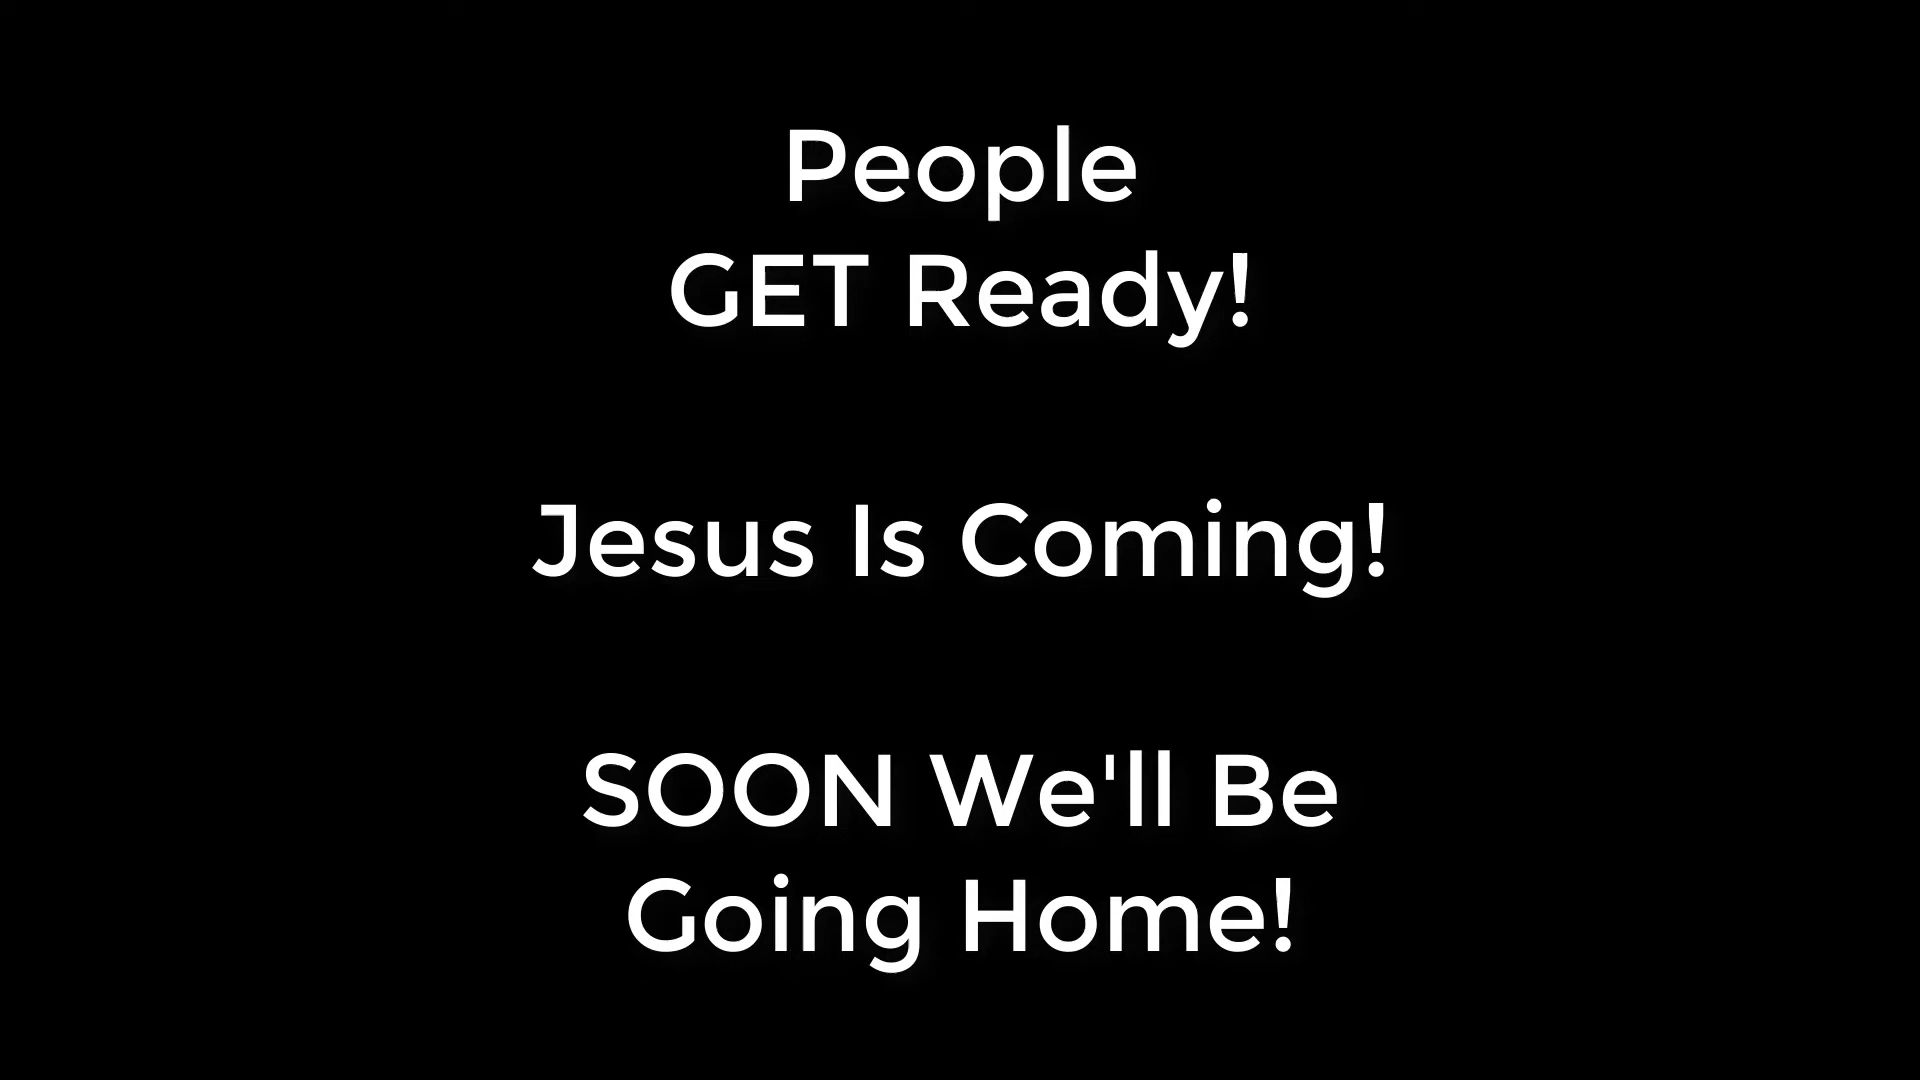 People
GET Ready!
Jesus Is Coming!
SOON We'll Be
Going Home!